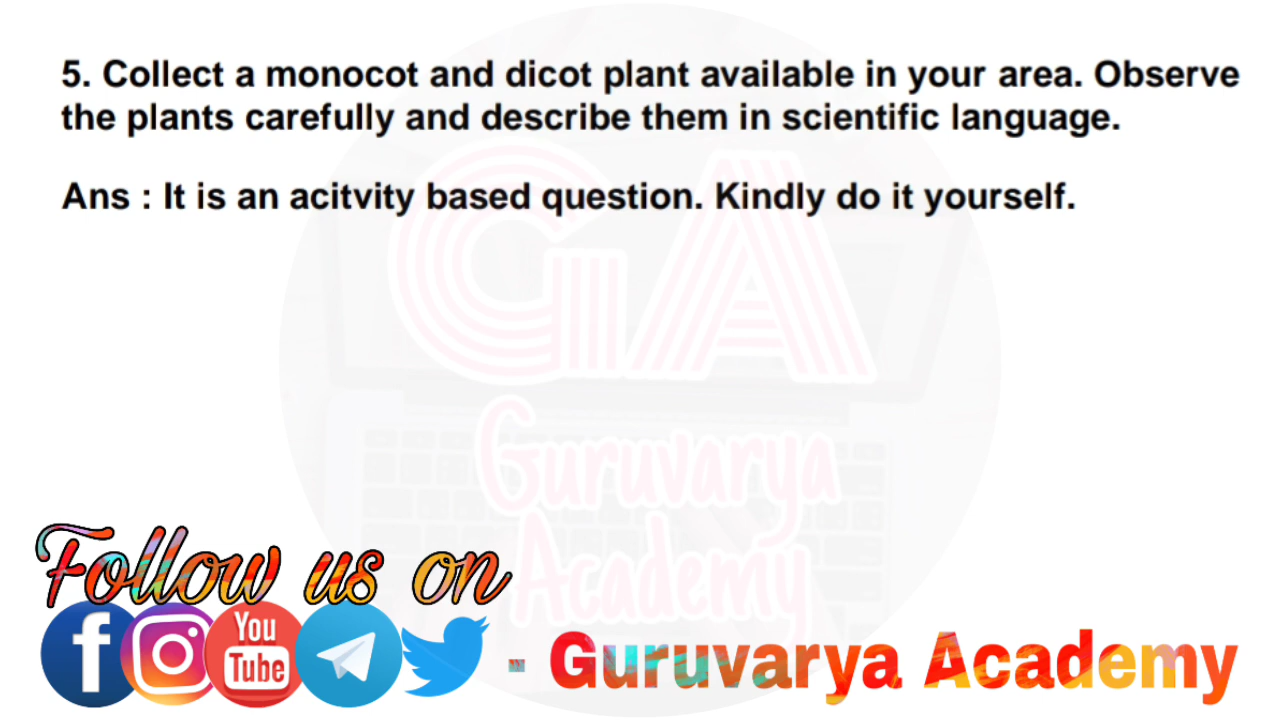 5. Collect a monocot and dicot plant available in your area. Observe
the plants carefully and describe them in scientific language.
Ans : It is an acitvity based question. Kindly do it yourself.
GA
Guruvarya
Academy
Follow us on
f
You
Tube
- Guruvarya Academy